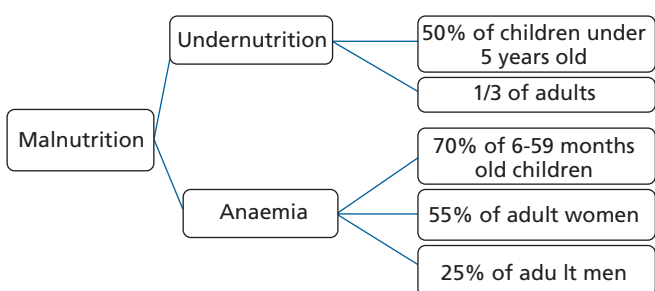 Malnutrition
Undernutrition
50% of children under
5 years old
1/3 of adults
Anaemia
70% of 6-59 months
old children
55% of adult women
25% of adu lt men